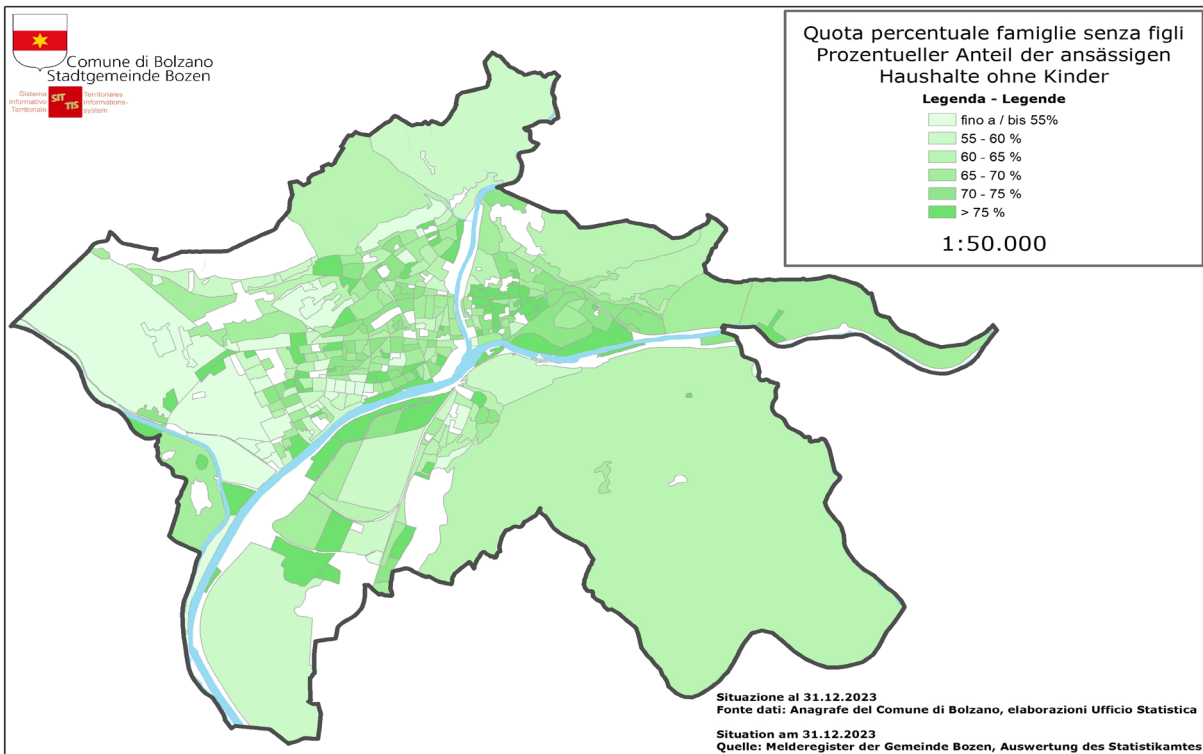 Comune di Bolzano
Stadtgemeinde Bozen
Sistema
Informativo
Territoriale
SIT
TIS
Territoriales
Informations-
system
Quota percentuale famiglie senza figli
Prozentueller Anteil der ansässigen
Haushalte ohne Kinder
Legenda - Legende
fino a / bis 55%
55 - 60 %
60 - 65 %
65 - 70 %
70 - 75 %
> 75 %
1:50.000
Situazione al 31.12.2023
Fonte dati: Anagrafe del Comune di Bolzano, elaborazioni Ufficio Statistica
Situation am 31.12.2023
Quelle: Melderegister der Gemeinde Bozen, Auswertung des Statistikamtes